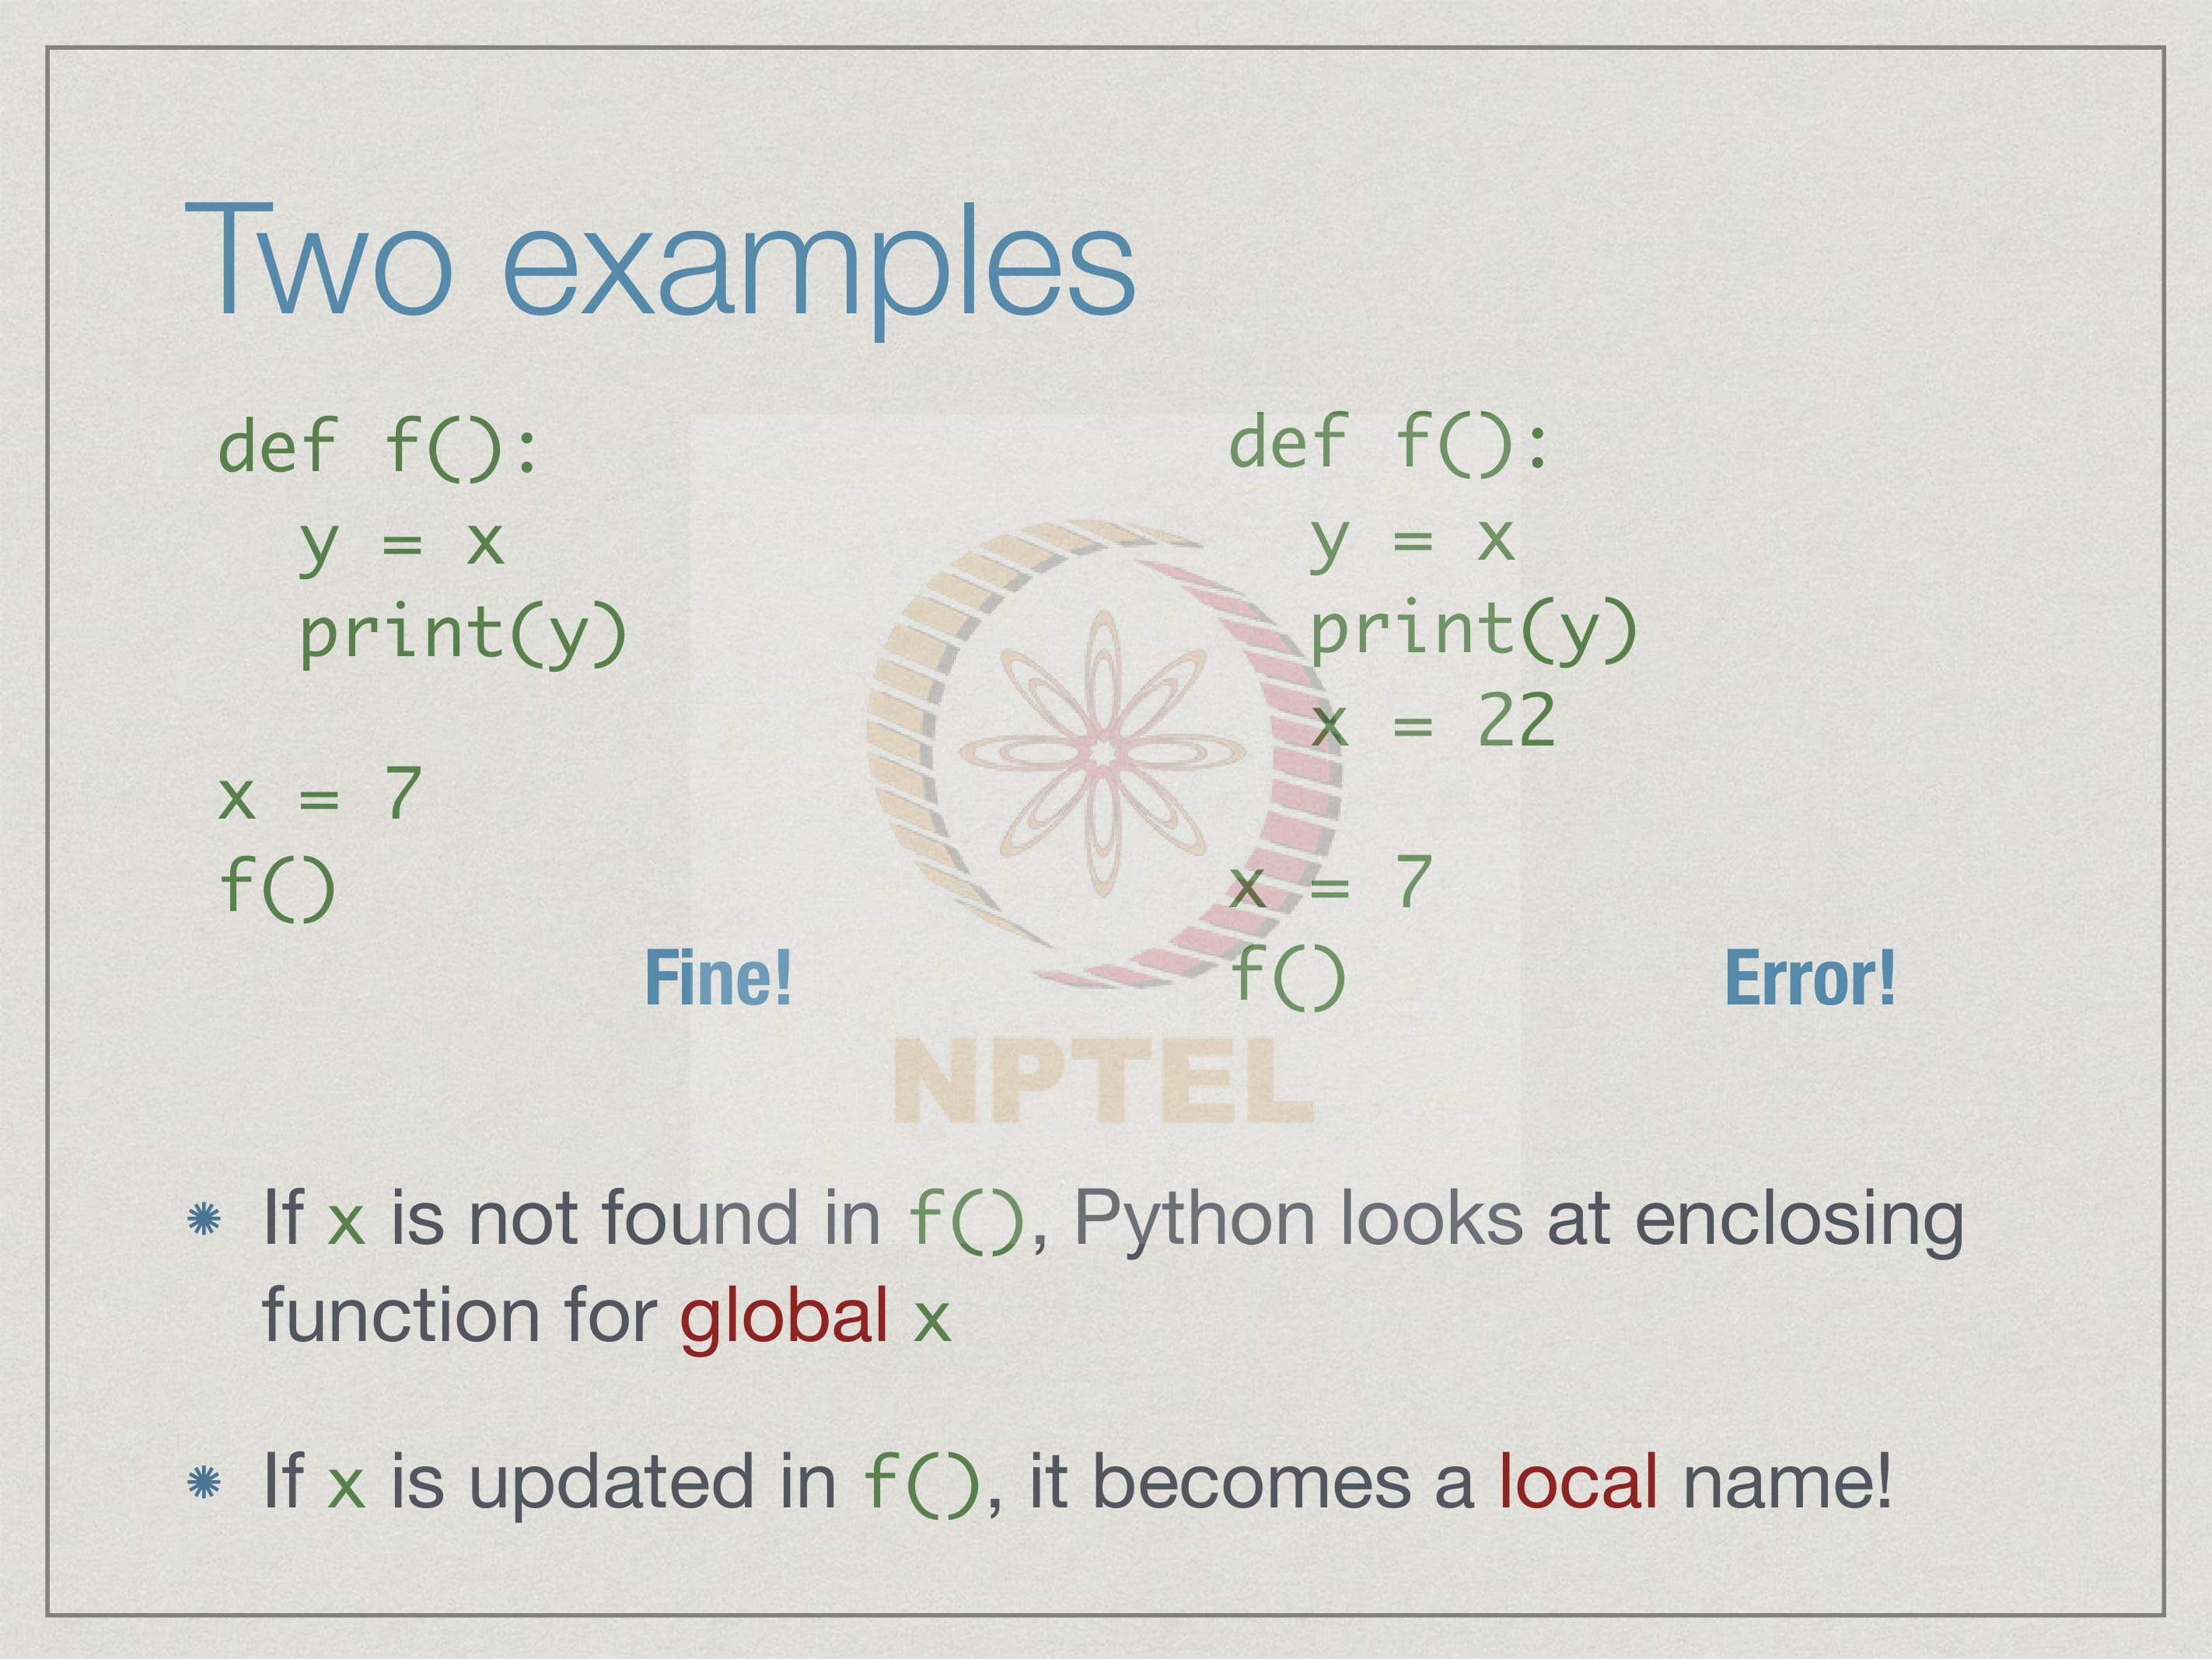 Two examples
def f():
  y = x
  print(y)
x = 7
f()
Fine!
def f():
  y = x
  print(y)
  x = 22
x = 7
f()
Error!
NPTEL
If x is not found in f(), Python looks at enclosing
function for global x
If x is updated in f(), it becomes a local name!